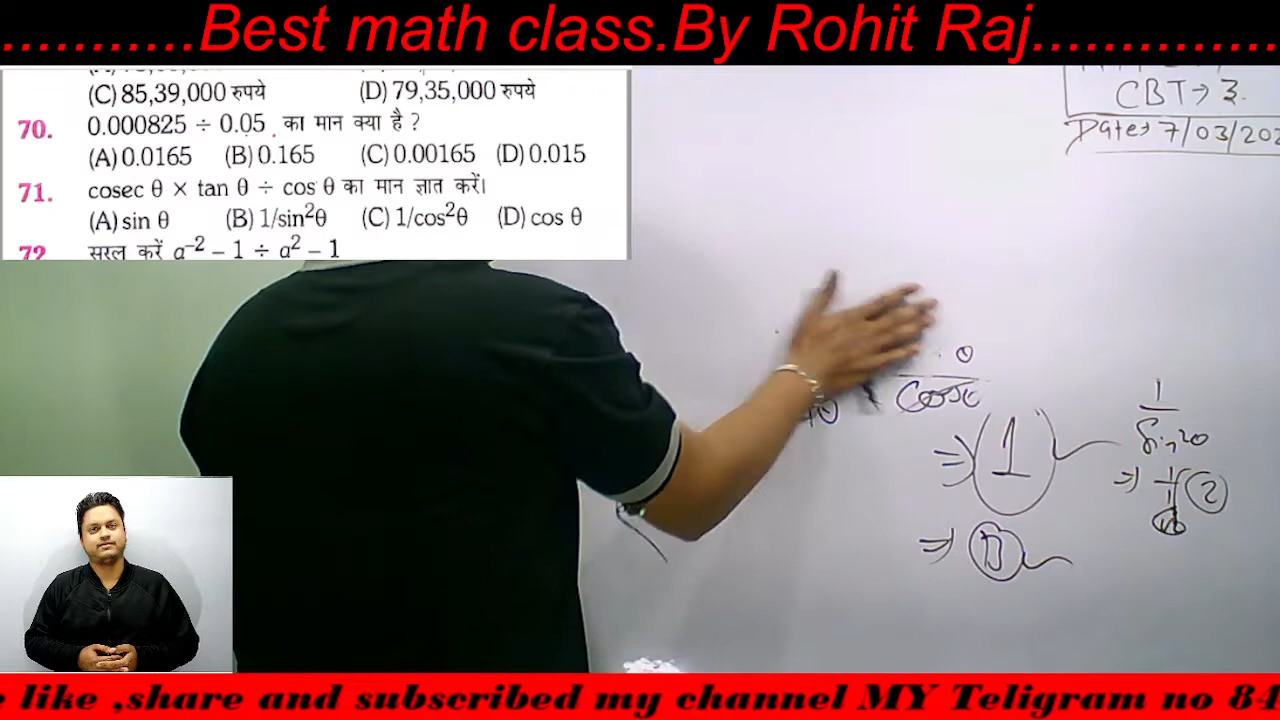 ...........Best math class.By Rohit Raj..............
(C) 85,39,000 रुपये (D) 79,35,000 रुपये
70. 0.000825 ÷ 0.05 का मान क्या है ?
(A) 0.0165 (B) 0.165 (C) 0.00165 (D) 0.015
71. cosec θ × tan θ ÷ cos θ का मान ज्ञात करें।
(A) sin θ (B) 1/sin²θ (C) 1/cos²θ (D) cos θ
72 सरल करें a⁻² – 1 ÷ a² – 1
CBT→ 3.
Date→ 7/03/202
θ
1
⇒ 1
⇒ 2
⇒
like ,share and subscribed my channel MY Teligram no 84